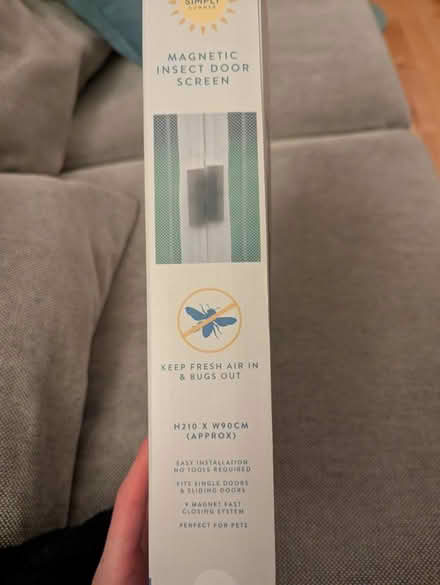 SIMPLY
SUMMER
MAGNETIC
INSECT DOOR
SCREEN
KEEP FRESH AIR IN
& BUGS OUT
H210 X W90CM
(APPROX)
EASY INSTALLATION
NO TOOLS REQUIRED
FITS SINGLE DOORS
& SLIDING DOORS
9 MAGNET FAST
CLOSING SYSTEM
PERFECT FOR PETS